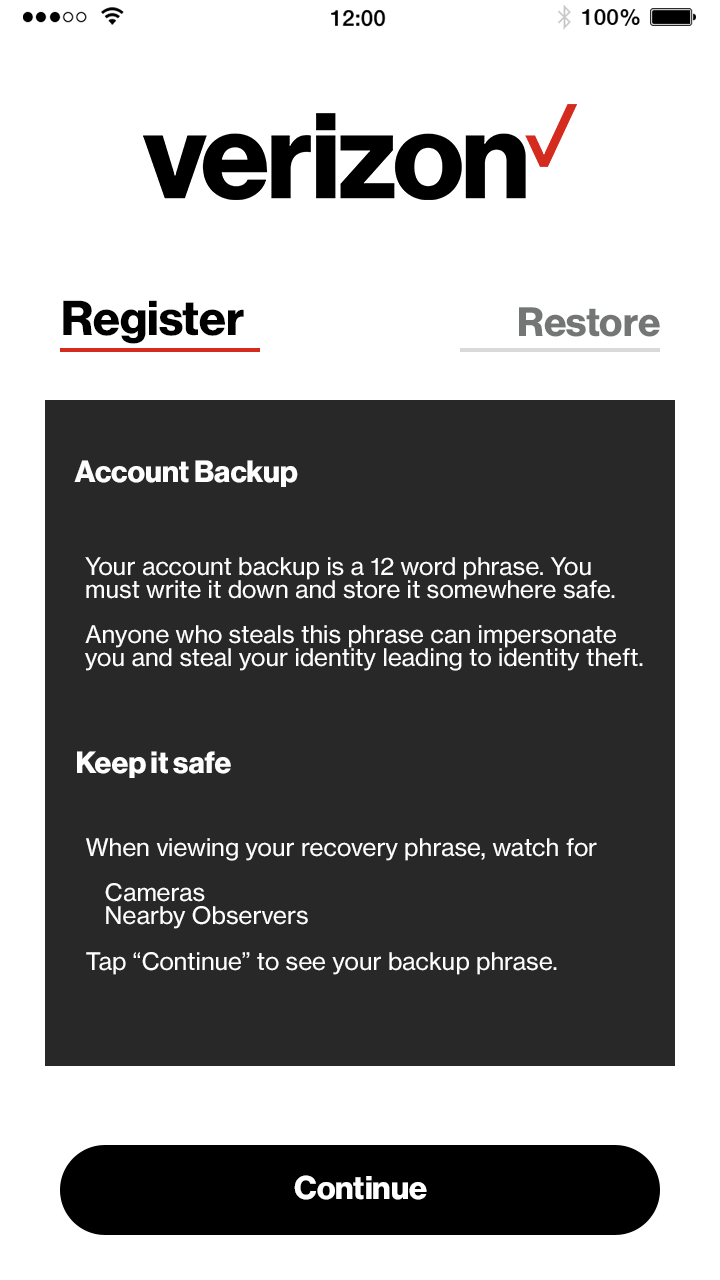 12:00
100%
verizon
Register
Restore
Account Backup
Your account backup is a 12 word phrase. You
must write it down and store it somewhere safe.
Anyone who steals this phrase can impersonate
you and steal your identity leading to identity theft.
Keep it safe
When viewing your recovery phrase, watch for
Cameras
Nearby Observers
Tap “Continue” to see your backup phrase.
Continue